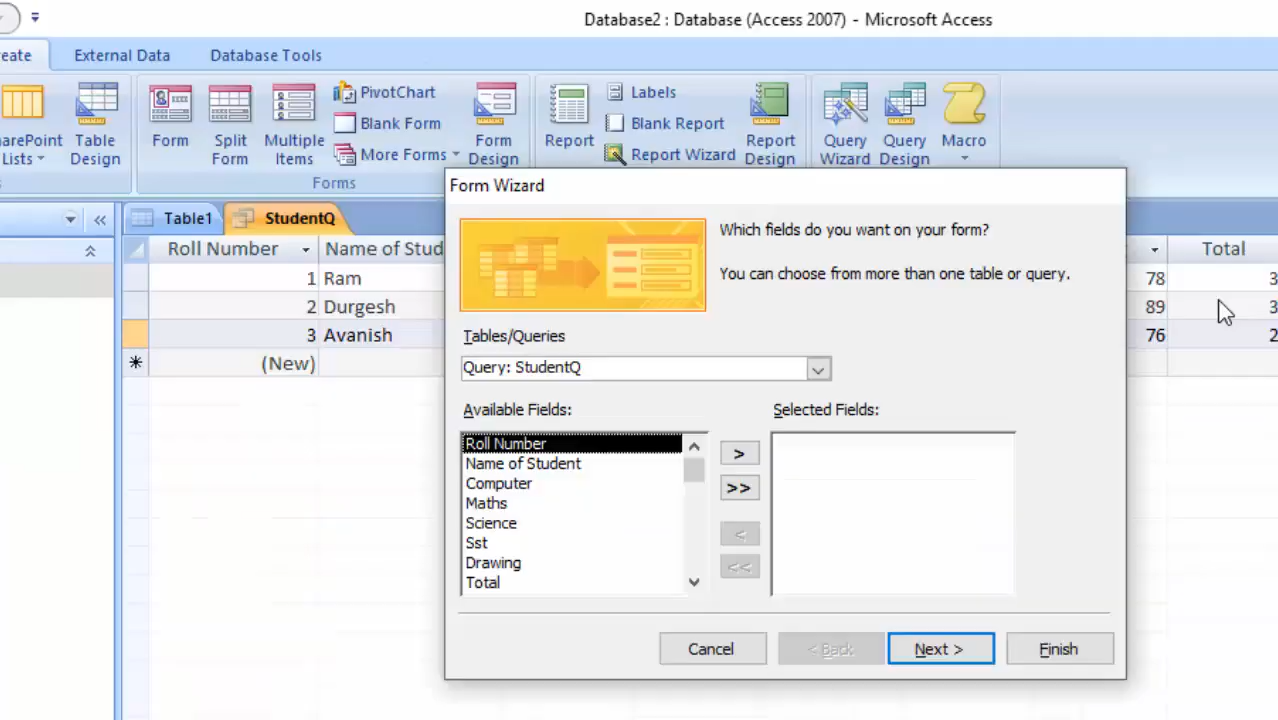 Database2 : Database (Access 2007) - Microsoft Access
reate External Data Database Tools
PivotChart Labels
Blank Form Blank Report
arePoint Table Form Split Multiple More Forms Form Report Report Wizard Report Query Query Macro
Lists Design Form Items Design Design Wizard Design
s Forms
Form Wizard
Table1 StudentQ
Which fields do you want on your form?
Roll Number Name of Stud Total
You can choose from more than one table or query.
1 Ram 78 3
2 Durgesh 89 3
3 Avanish 76 2
(New)
Tables/Queries
Query: StudentQ
Available Fields: Selected Fields:
Roll Number
Name of Student
Computer
Maths
Science
Sst
Drawing
Total
>
>>
<
<<
Cancel < Back Next > Finish